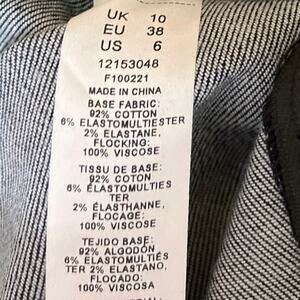 UK 10
EU 38
US 6
12153048
F100221
MADE IN CHINA
BASE FABRIC:
92% COTTON
6% ELASTOMULTIESTER
2% ELASTANE,
FLOCKING:
100% VISCOSE
TISSU DE BASE:
92% COTON
6% ÉLASTOMULTIES
TER
2% ÉLASTHANNE,
FLOCAGE:
100% VISCOSE
TEJIDO BASE:
92% ALGODÓN
6% ELASTOMULTIÉS
TER 2% ELASTANO,
FLOCADO:
100% VISCOSA